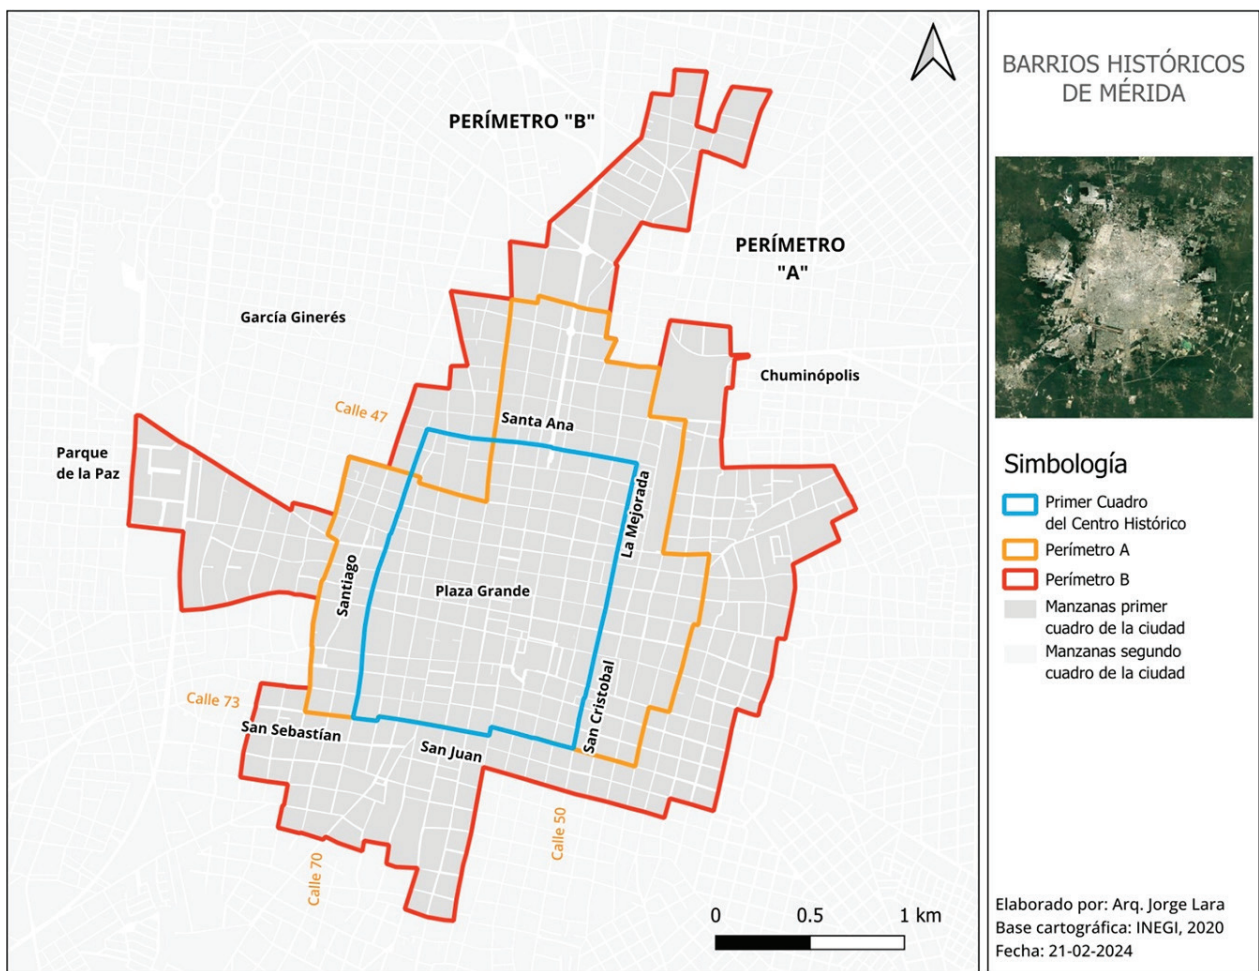 PERÍMETRO "B"
PERÍMETRO
"A"
García Ginerés
Chuminópolis
Calle 47
Santa Ana
Parque
de la Paz
La Mejorada
Santiago
Plaza Grande
Calle 73
San Sebastían
San Juan
San Cristobal
Calle 50
Calle 70
0 0.5 1 km
BARRIOS HISTÓRICOS
DE MÉRIDA
Simbología
Primer Cuadro
del Centro Histórico
Perímetro A
Perímetro B
Manzanas primer
cuadro de la ciudad
Manzanas segundo
cuadro de la ciudad
Elaborado por: Arq. Jorge Lara
Base cartográfica: INEGI, 2020
Fecha: 21-02-2024